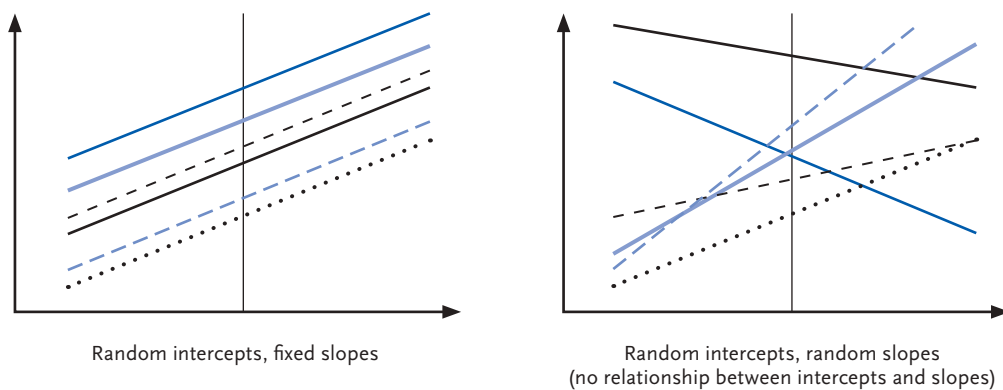 Random intercepts, fixed slopes
Random intercepts, random slopes
(no relationship between intercepts and slopes)